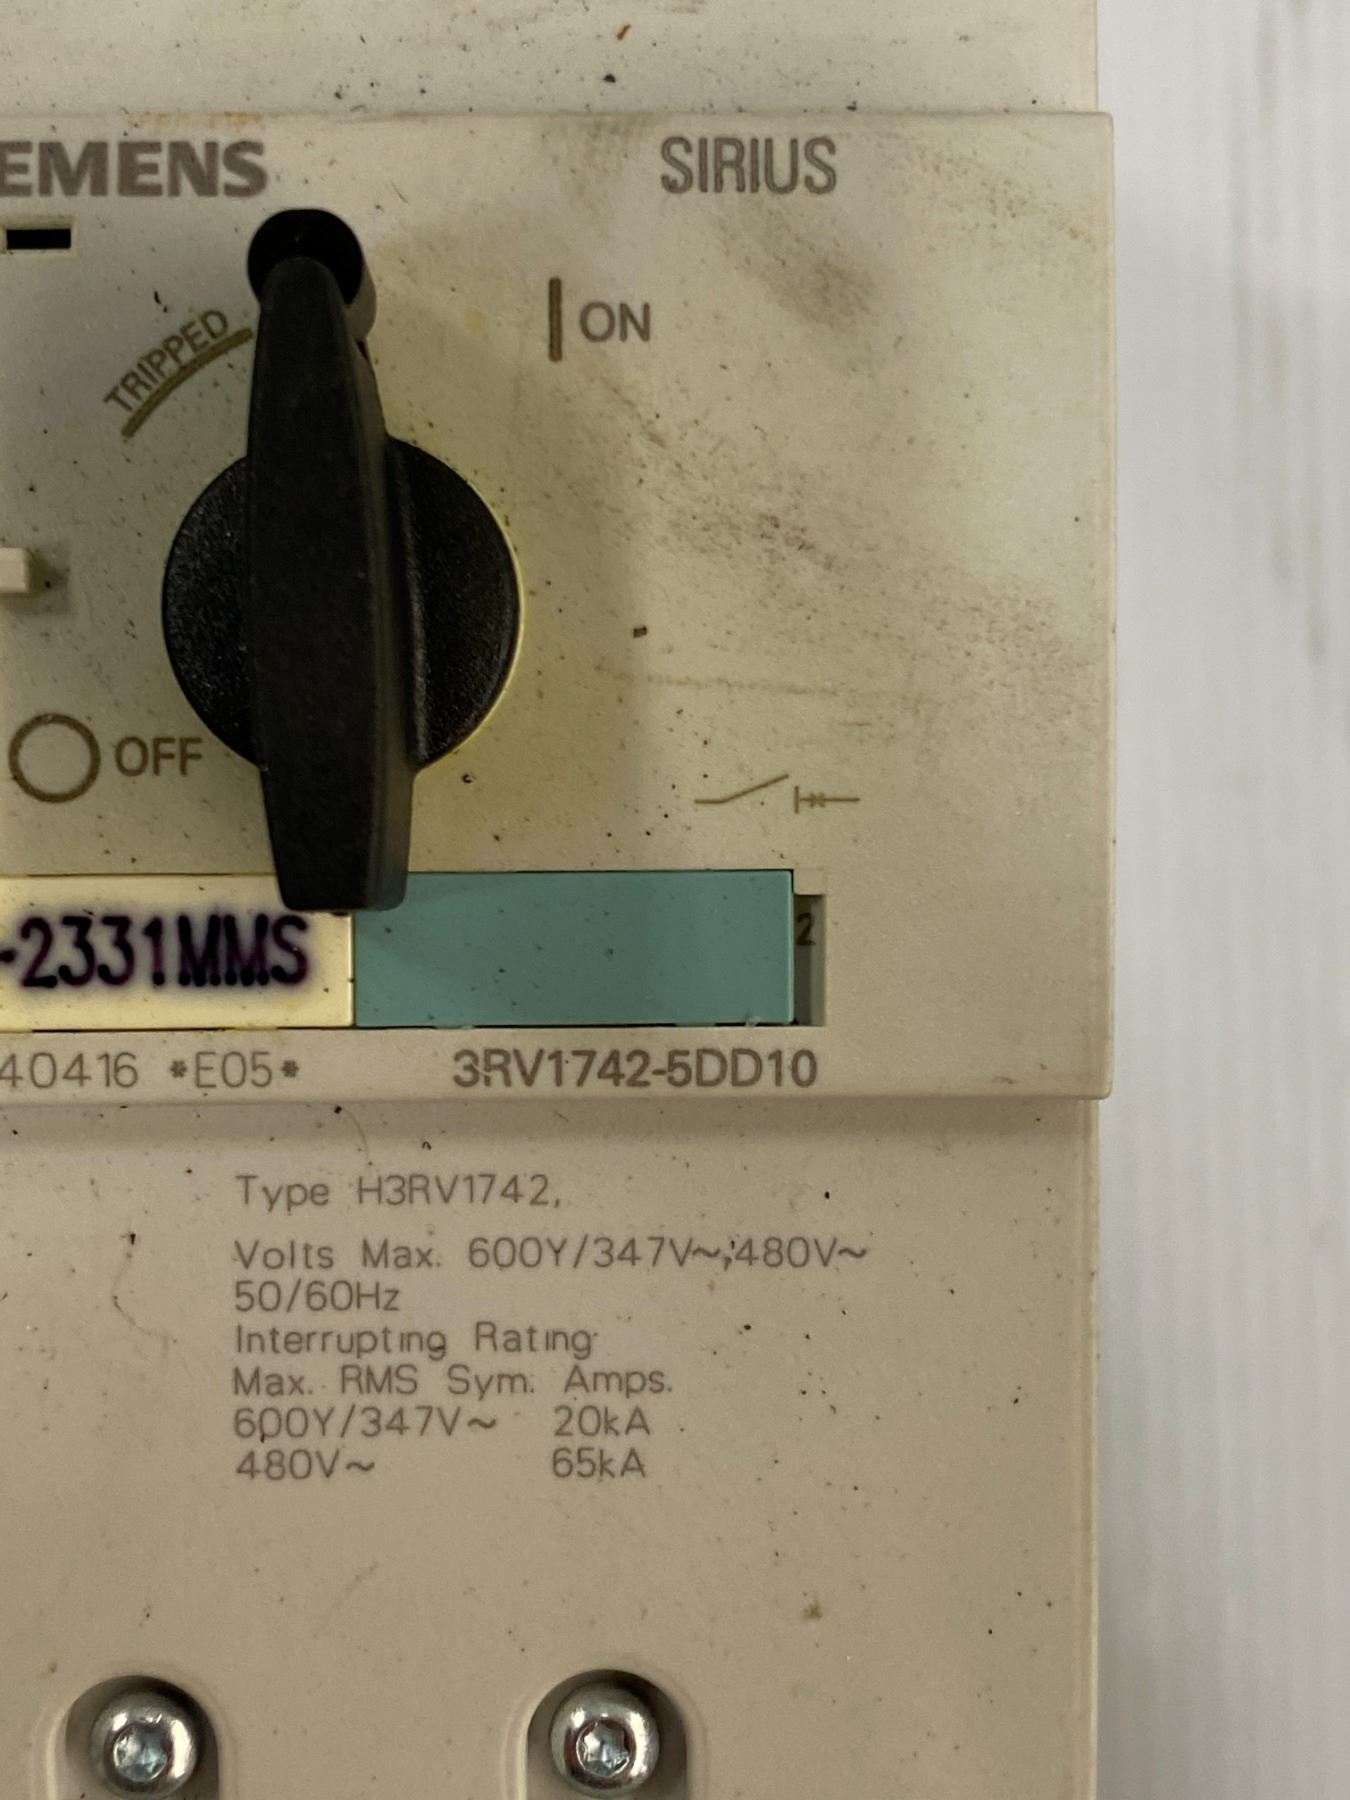 EMENS
SIRIUS
TRIPPED
ON
OFF
-2331MMS
2
40416 *E05*
3RV1742-5DD10
Type H3RV1742,
Volts Max. 600Y/347V~,480V~
50/60Hz
Interrupting Rating
Max. RMS Sym. Amps.
600Y/347V~ 20kA
480V~ 65kA